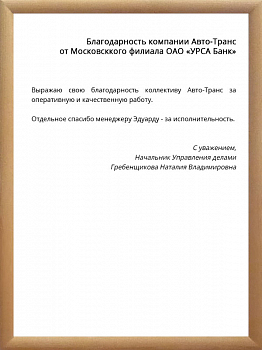 Благодарность компании Авто-Транс
от Московсккого филиала ОАО «УРСА Банк»
Выражаю свою благодарность коллективу Авто-Транс за
оперативную и качественную работу.
Отдельное спасибо менеджеру Эдуарду - за исполнительность.
С уважением,
Начальник Управления делами
Гребенщикова Наталия Владимировна